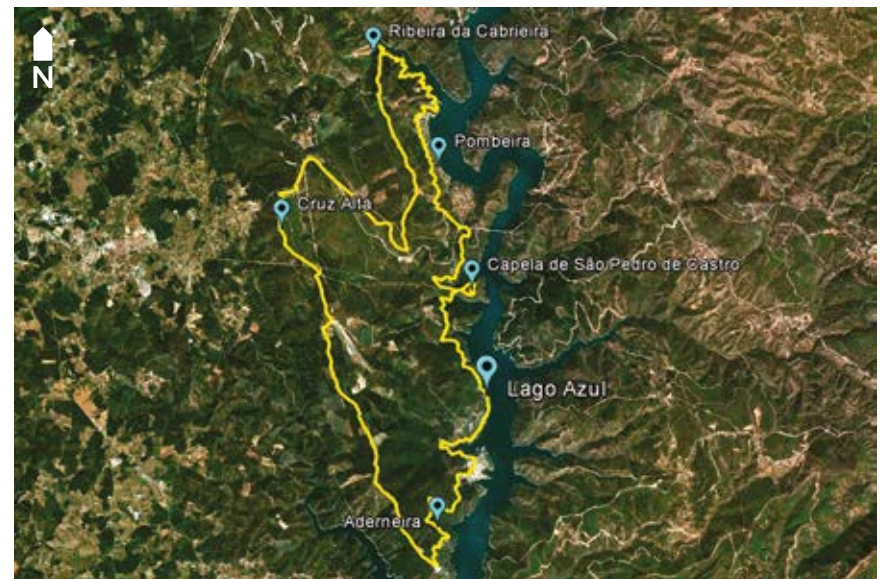 Ribeira da Cabrieira
N
Pombeira
Cruz Alta
Capela de São Pedro de Castro
Lago Azul
Aderneira